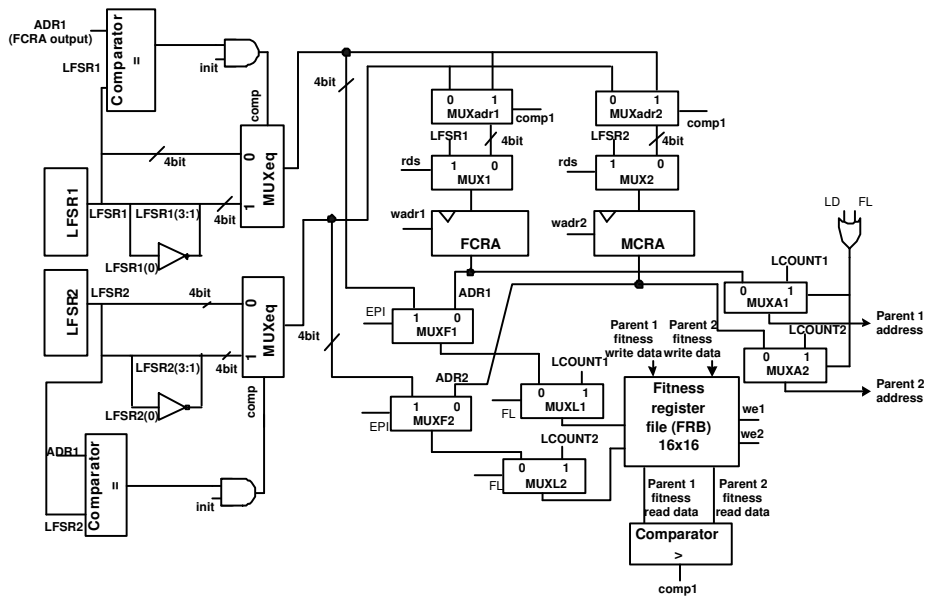 ADR1
(FCRA output)
LFSR1
Comparator
=
init
comp
4bit
0
1
MUXeq
LFSR1
LFSR1
LFSR1(3:1)
4bit
LFSR1(0)
LFSR2
LFSR2
4bit
0
1
MUXeq
LFSR2(3:1)
4bit
LFSR2(0)
comp
ADR1
LFSR2
Comparator
=
init
4bit
4bit
0 1
MUXadr1
comp1
LFSR1
4bit
rds
1 0
MUX1
wadr1
FCRA
0 1
MUXadr2
comp1
LFSR2
4bit
rds
1 0
MUX2
wadr2
MCRA
LD FL
ADR1
EPI
1 0
MUXF1
ADR2
EPI
1 0
MUXF2
LCOUNT1
FL
0 1
MUXL1
LCOUNT2
FL
0 1
MUXL2
LCOUNT1
0 1
MUXA1
LCOUNT2
0 1
MUXA2
Parent 1
address
Parent 2
address
Parent 1
fitness
write data
Parent 2
fitness
write data
Fitness
register
file (FRB)
16x16
we1
we2
Parent 1
fitness
read data
Parent 2
fitness
read data
Comparator
>
comp1